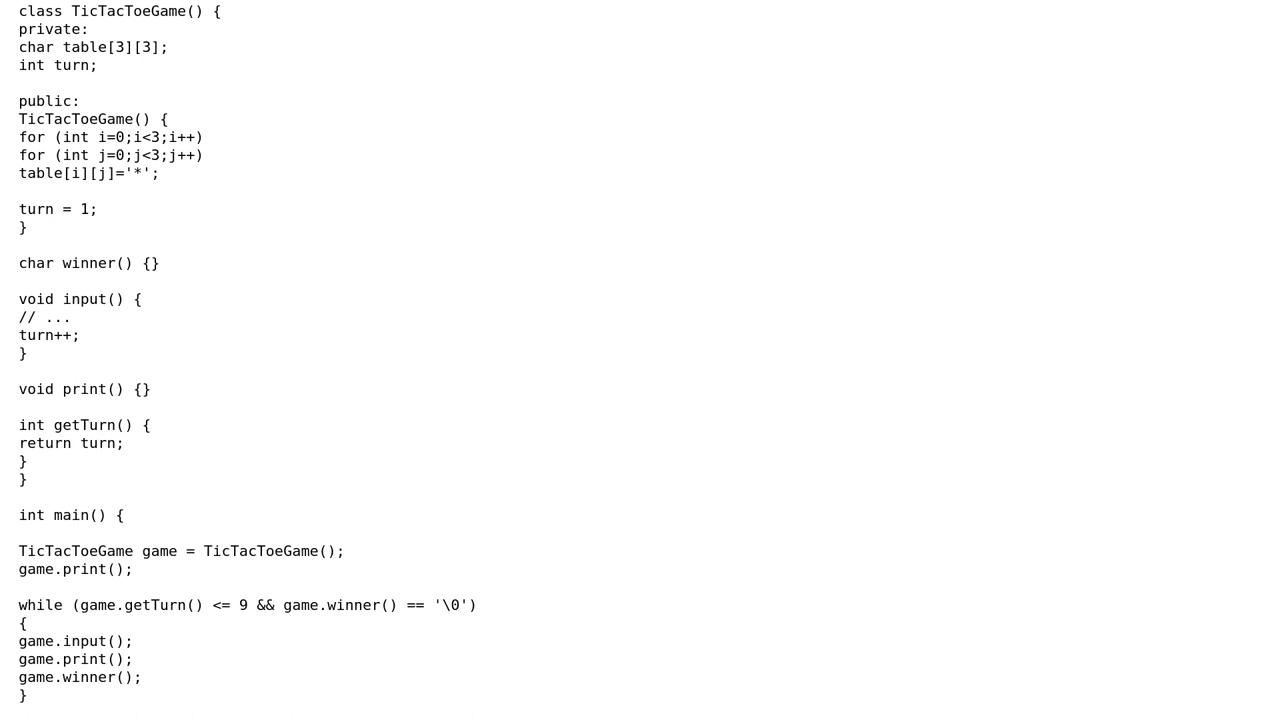 class TicTacToeGame() {
private:
char table[3][3];
int turn;

public:
TicTacToeGame() {
for (int i=0;i<3;i++)
for (int j=0;j<3;j++)
table[i][j]='*';

turn = 1;
}

char winner() {}

void input() {
// ...
turn++;
}

void print() {}

int getTurn() {
return turn;
}
}

int main() {

TicTacToeGame game = TicTacToeGame();
game.print();

while (game.getTurn() <= 9 && game.winner() == '\0')
{
game.input();
game.print();
game.winner();
}